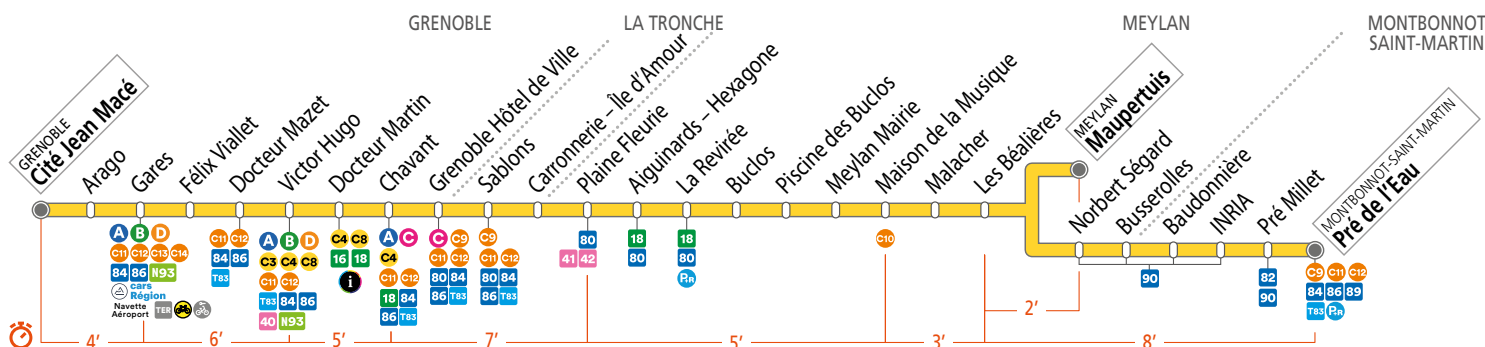 GRENOBLE
LA TRONCHE
MEYLAN
MONTBONNOT
SAINT-MARTIN
GRENOBLE
Cité Jean Macé
Arago
Gares
Félix Viallet
Docteur Mazet
Victor Hugo
Docteur Martin
Chavant
Grenoble Hôtel de Ville
Sablons
Carronnerie – Île d’Amour
Plaine Fleurie
Aiguinards – Hexagone
La Revirée
Buclos
Piscine des Buclos
Meylan Mairie
Maison de la Musique
Malacher
Les Béalières
MEYLAN
Maupertuis
Norbert Ségard
Busserolles
Baudonnière
INRIA
Pré Millet
MONTBONNOT-SAINT-MARTIN
Pré de l’Eau
A B D
C11 C12 C13 C14
84 86 N93
cars
Région
Navette
Aéroport
TER
C11 C12
84 86
T83
A B D
C3 C4 C8
C11 C12
T83 84 86
40 N93
C4 C8
16 18
i
A C
C4
C11 C12
18 84
86 T83
C C9
C11 C12
80 84
86 T83
C9
C11 C12
80 84
86 T83
80
41 42
18
80
18
80
P+R
C10
90
82
90
C9 C11 C12
84 86 89
T83 P+R
4’
6’
5’
7’
5’
3’
2’
8’